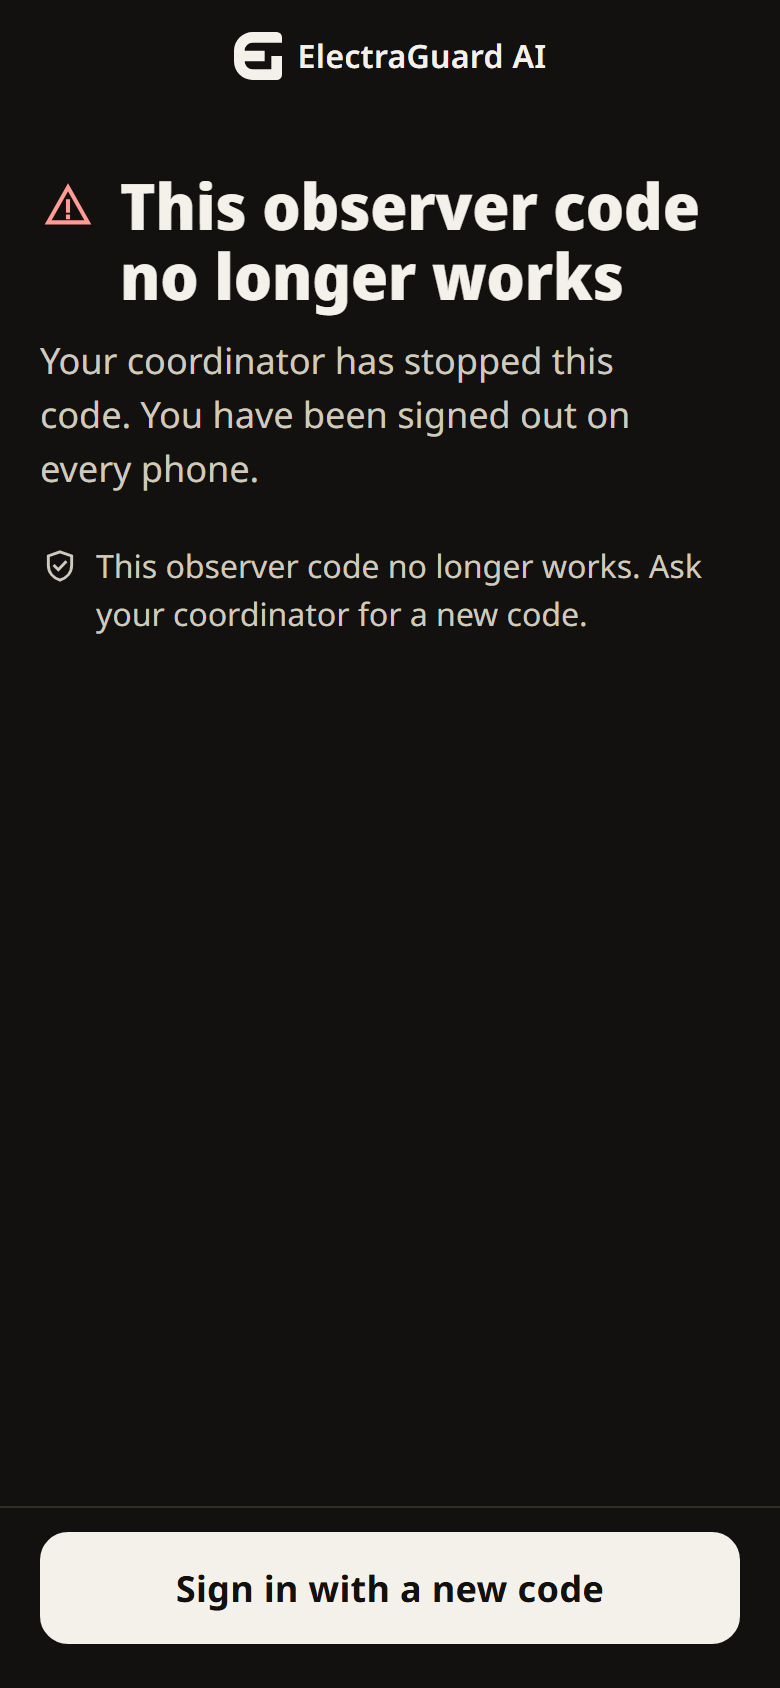 ElectraGuard AI
This observer code
no longer works
Your coordinator has stopped this
code. You have been signed out on
every phone.
This observer code no longer works. Ask
your coordinator for a new code.
Sign in with a new code